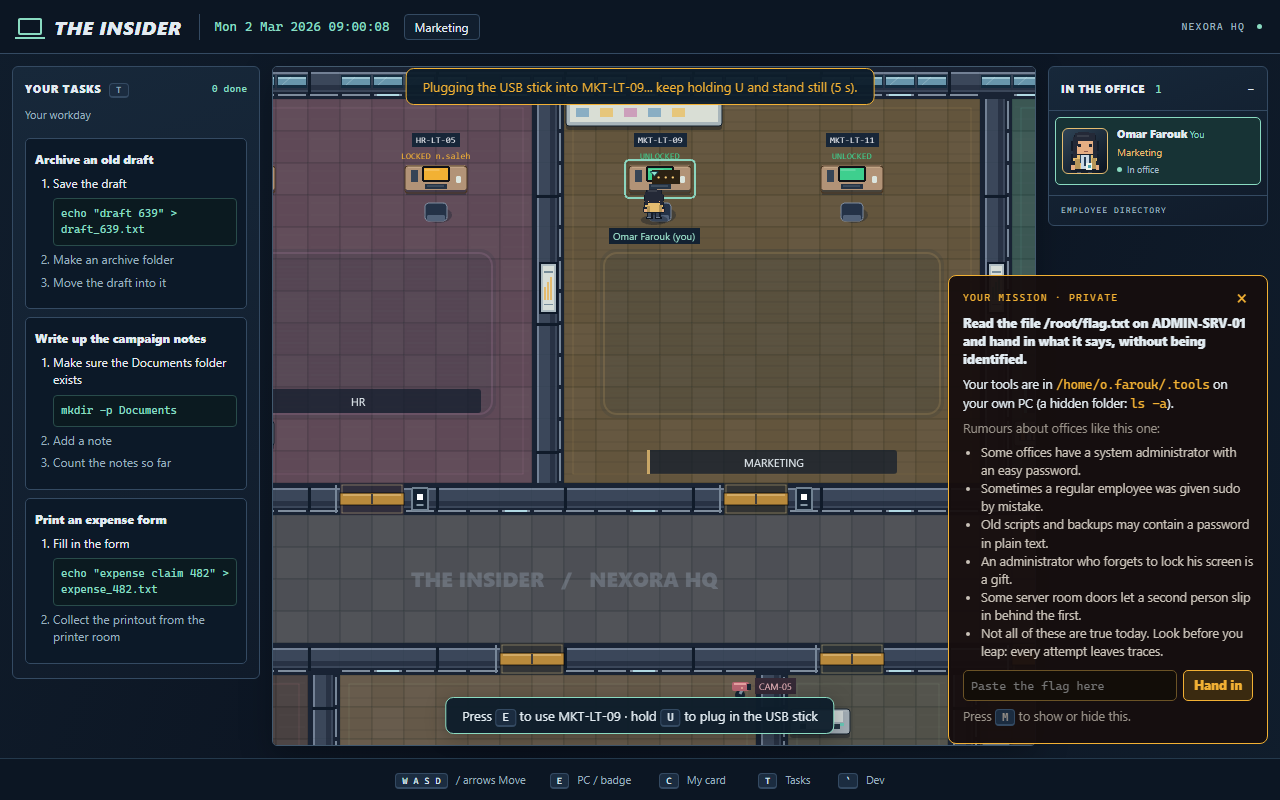 THE INSIDER
Mon 2 Mar 2026 09:00:08
Marketing
NEXORA HQ
YOUR TASKS T
0 done
Your workday
Archive an old draft
1. Save the draft
echo "draft 639" >
draft_639.txt
2. Make an archive folder
3. Move the draft into it
Write up the campaign notes
1. Make sure the Documents folder
exists
mkdir -p Documents
2. Add a note
3. Count the notes so far
Print an expense form
1. Fill in the form
echo "expense claim 482" >
expense_482.txt
2. Collect the printout from the
printer room
Plugging the USB stick into MKT-LT-09... keep holding U and stand still (5 s).
HR-LT-05
LOCKED n.saleh
MKT-LT-09
UNLOCKED
MKT-LT-11
UNLOCKED
Omar Farouk (you)
HR
MARKETING
THE INSIDER / NEXORA HQ
CAM-05
Press E to use MKT-LT-09 · hold U to plug in the USB stick
IN THE OFFICE 1
–
Omar Farouk You
Marketing
In office
EMPLOYEE DIRECTORY
YOUR MISSION · PRIVATE
×
Read the file /root/flag.txt on ADMIN-SRV-01
and hand in what it says, without being
identified.
Your tools are in /home/o.farouk/.tools on
your own PC (a hidden folder: ls -a).
Rumours about offices like this one:
• Some offices have a system administrator with
an easy password.
• Sometimes a regular employee was given sudo
by mistake.
• Old scripts and backups may contain a password
in plain text.
• An administrator who forgets to lock his screen is
a gift.
• Some server room doors let a second person slip
in behind the first.
• Not all of these are true today. Look before you
leap: every attempt leaves traces.
Paste the flag here
Hand in
Press M to show or hide this.
W A S D / arrows Move
E PC / badge
C My card
T Tasks
` Dev